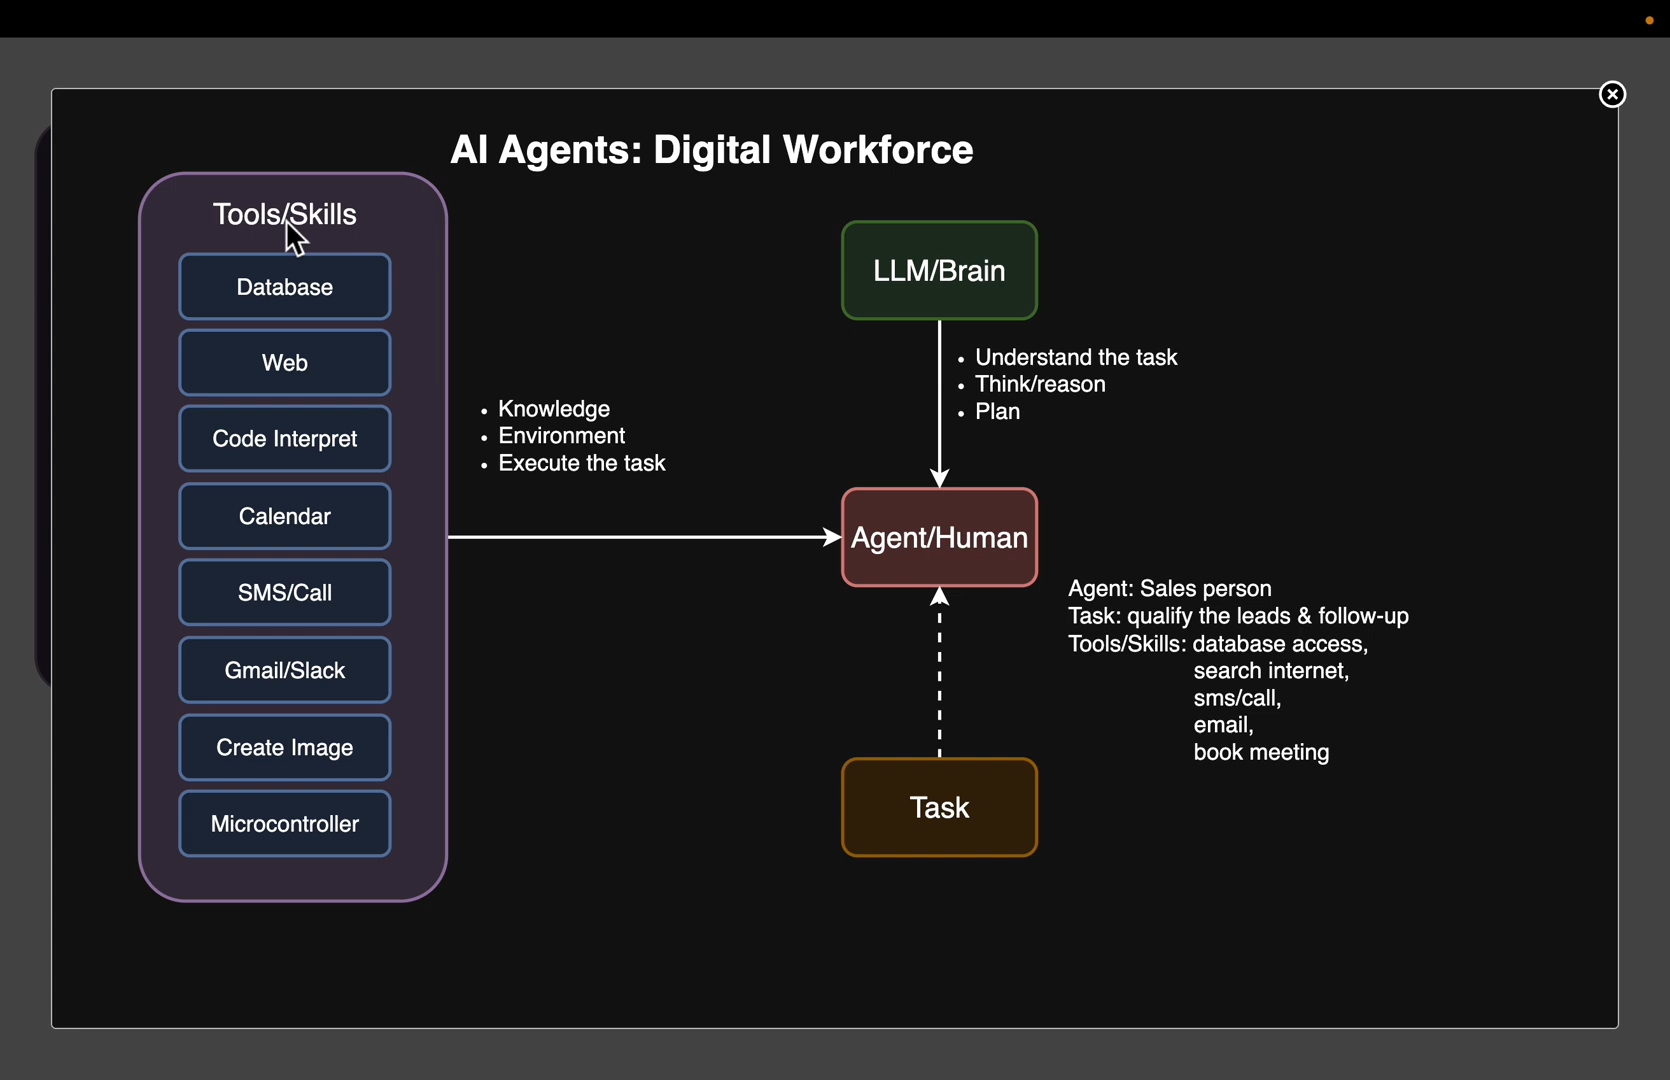 AI Agents: Digital Workforce
Tools/Skills
Database
Web
Code Interpret
Calendar
SMS/Call
Gmail/Slack
Create Image
Microcontroller
• Knowledge
• Environment
• Execute the task
LLM/Brain
• Understand the task
• Think/reason
• Plan
Agent/Human
Agent: Sales person
Task: qualify the leads & follow-up
Tools/Skills: database access,
search internet,
sms/call,
email,
book meeting
Task